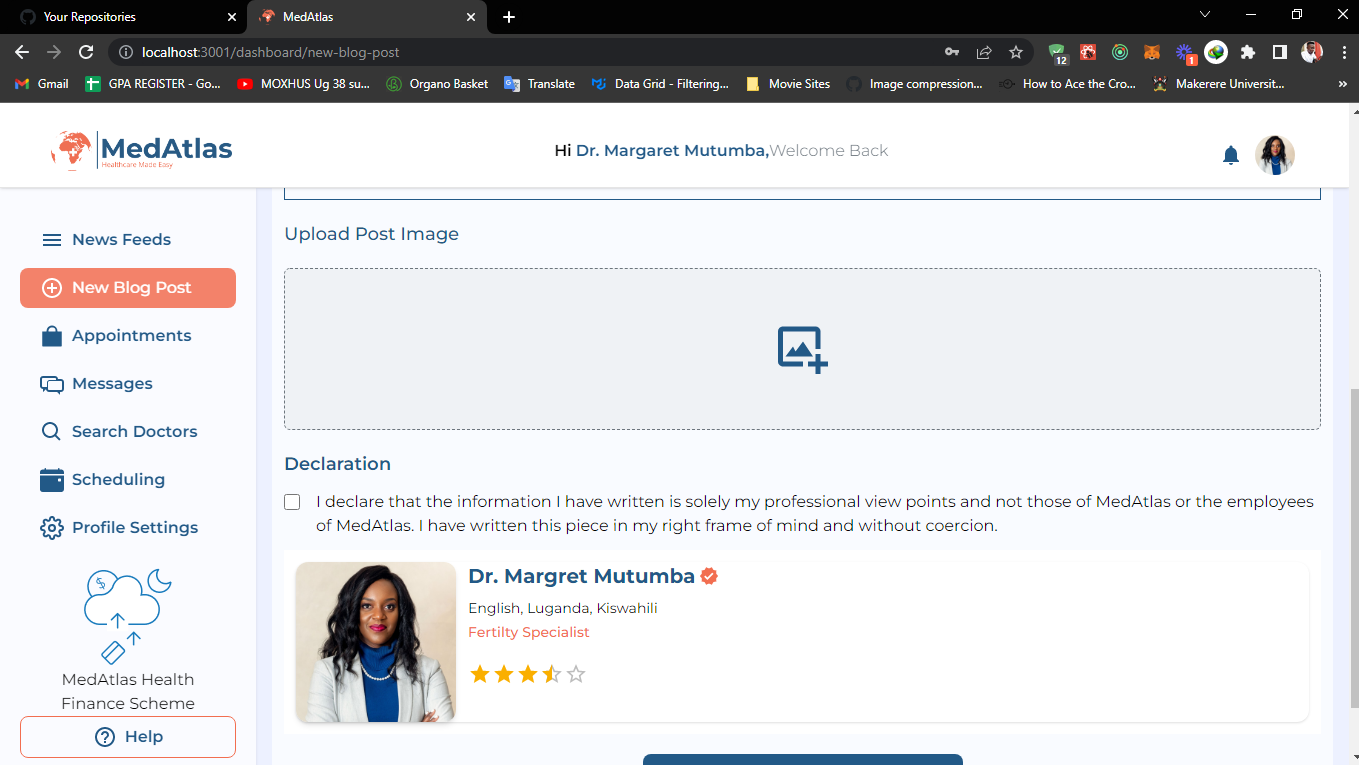 Your Repositories
MedAtlas
localhost:3001/dashboard/new-blog-post
12
1
Gmail
GPA REGISTER - Go...
MOXHUS Ug 38 su...
Organo Basket
Translate
Data Grid - Filtering...
Movie Sites
Image compression...
How to Ace the Cro...
Makerere Universit...
»
MedAtlas
Healthcare Made Easy
Hi Dr. Margaret Mutumba,Welcome Back
News Feeds
New Blog Post
Appointments
Messages
Search Doctors
Scheduling
Profile Settings
$
MedAtlas Health
Finance Scheme
Help
Upload Post Image
Declaration
I declare that the information I have written is solely my professional view points and not those of MedAtlas or the employees
of MedAtlas. I have written this piece in my right frame of mind and without coercion.
Dr. Margret Mutumba
English, Luganda, Kiswahili
Fertilty Specialist